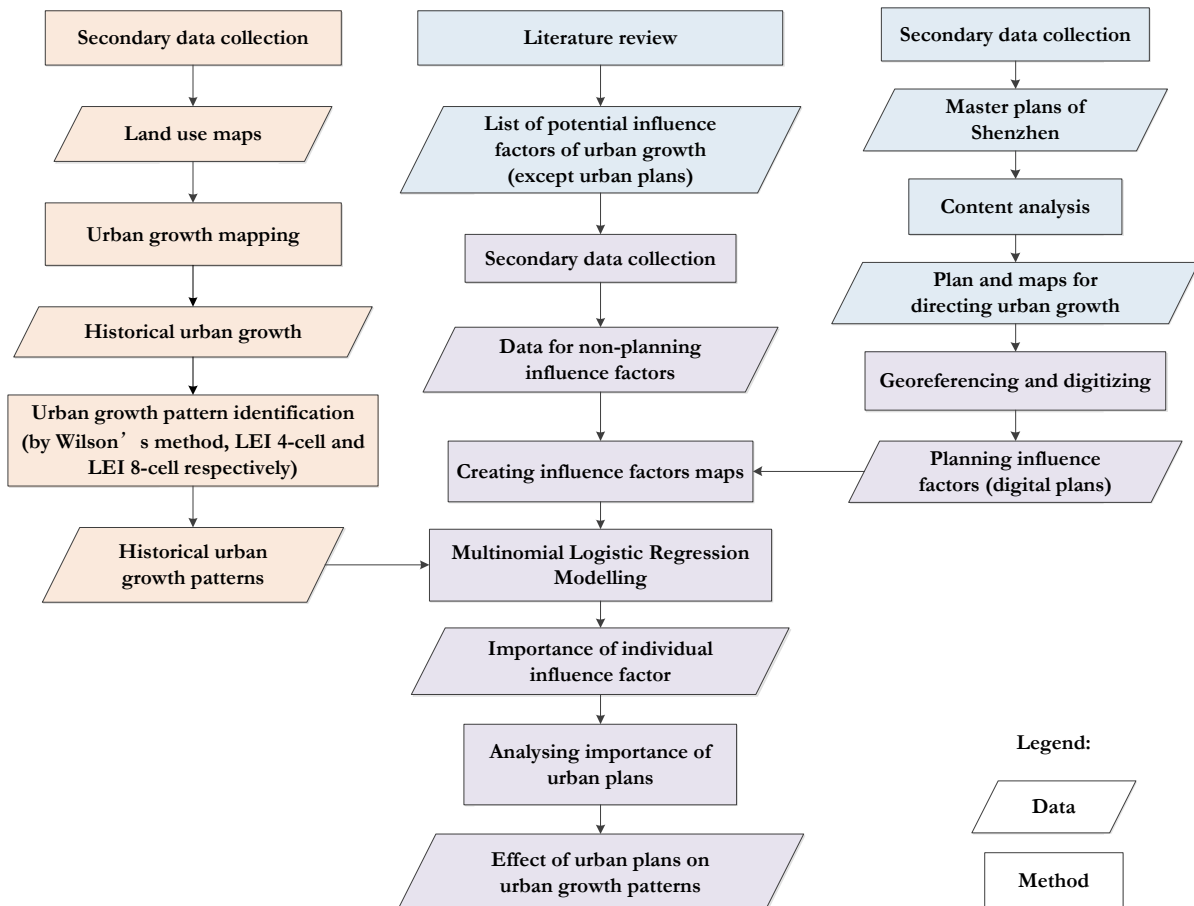 Secondary data collection
Land use maps
Urban growth mapping
Historical urban growth
Urban growth pattern identification
(by Wilson’ s method, LEI 4-cell and
LEI 8-cell respectively)
Historical urban
growth patterns
Literature review
List of potential influence
factors of urban growth
(except urban plans)
Secondary data collection
Data for non-planning
influence factors
Creating influence factors maps
Multinomial Logistic Regression
Modelling
Importance of individual
influence factor
Analysing importance of
urban plans
Effect of urban plans on
urban growth patterns
Secondary data collection
Master plans of
Shenzhen
Content analysis
Plan and maps for
directing urban growth
Georeferencing and digitizing
Planning influence
factors (digital plans)
Legend:
Data
Method